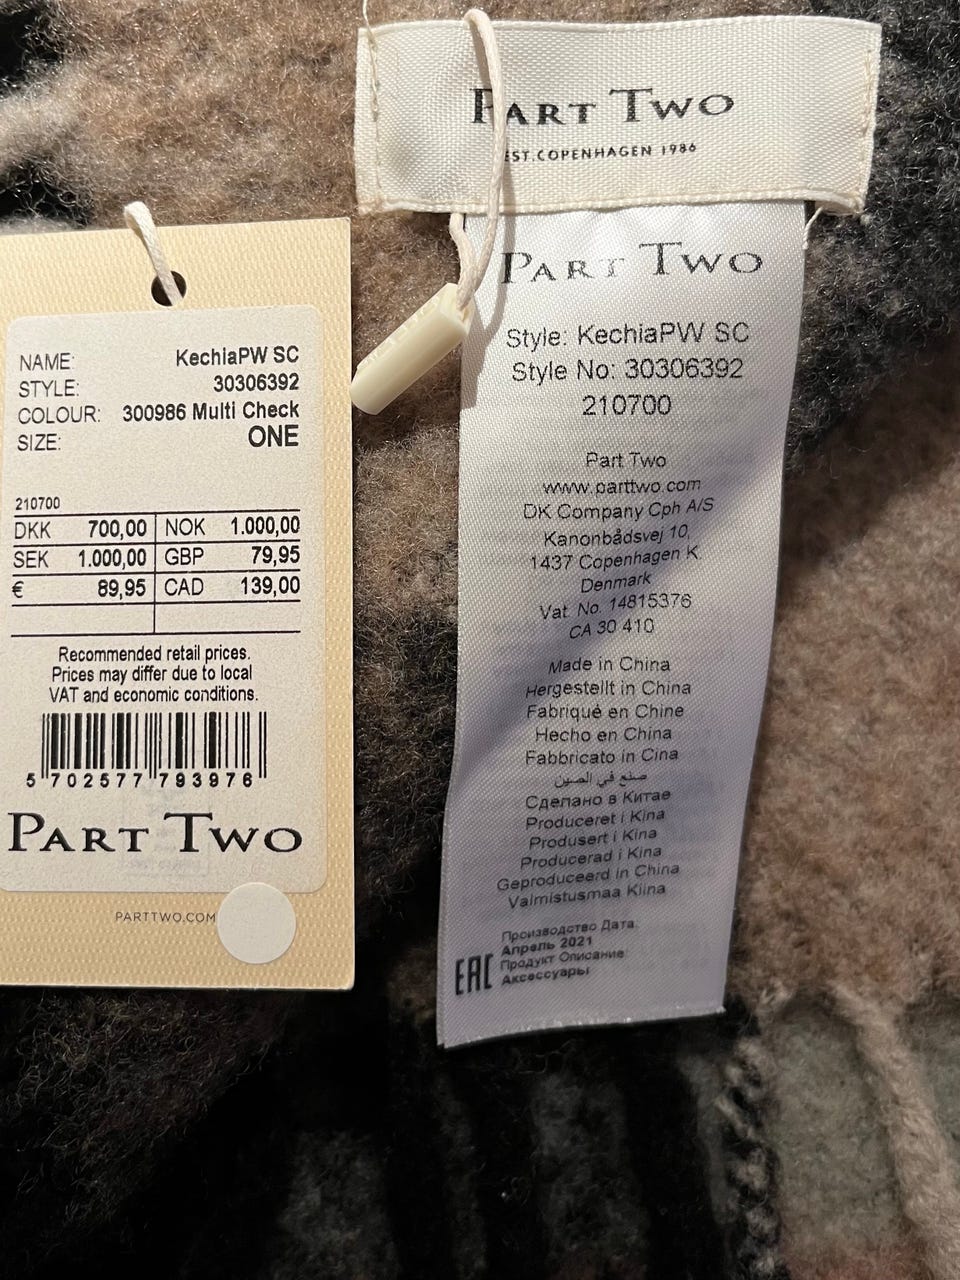 PART TWO
EST. COPENHAGEN 1986
NAME: KechiaPW SC
STYLE: 30306392
COLOUR: 300986 Multi Check
SIZE: ONE
210700
DKK 700,00 NOK 1.000,00
SEK 1.000,00 GBP 79,95
€ 89,95 CAD 139,00
Recommended retail prices.
Prices may differ due to local
VAT and economic conditions.
5 702577 793976
PART TWO
PARTTWO.COM
PART TWO
Style: KechiaPW SC
Style No: 30306392
210700
Part Two
www.parttwo.com
DK Company Cph A/S
Kanonbådsvej 10,
1437 Copenhagen K.
Denmark
Vat. No. 14815376
CA 30 410
Made in China
Hergestellt in China
Fabriqué en Chine
Hecho en China
Fabbricato in Cina
صنع في الصين
Сделано в Китае
Produceret i Kina
Produsert i Kina
Producerad i Kina
Geproduceerd in China
Valmistusmaa Kiina
Производство Дата:
Апрель 2021
Продукт Описание:
Аксессуары
EAC